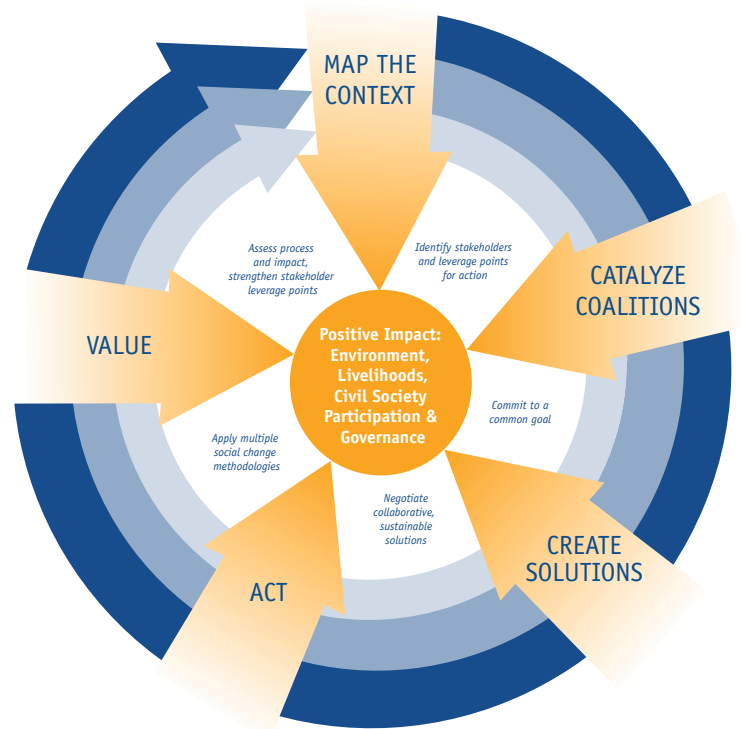 MAP THE
CONTEXT
Identify stakeholders
and leverage points
for action
CATALYZE
COALITIONS
Commit to a
common goal
CREATE
SOLUTIONS
Negotiate
collaborative,
sustainable
solutions
ACT
Apply multiple
social change
methodologies
VALUE
Assess process
and impact,
strengthen stakeholder
leverage points
Positive Impact:
Environment,
Livelihoods,
Civil Society
Participation &
Governance